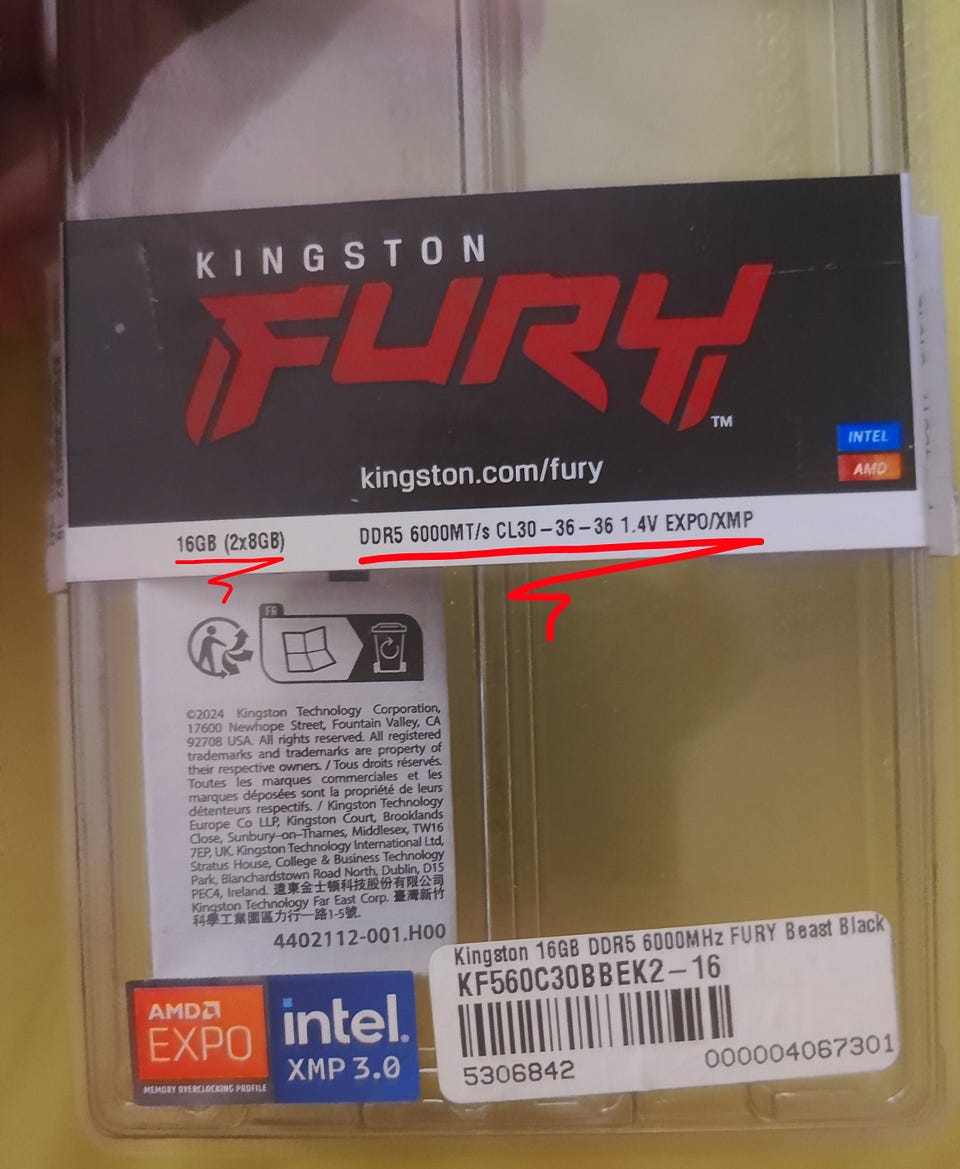 KINGSTON
FURY
TM
INTEL
AMD
kingston.com/fury
16GB (2x8GB)
DDR5 6000MT/s CL30-36-36 1.4V EXPO/XMP
FR
©2024 Kingston Technology Corporation,
17600 Newhope Street, Fountain Valley, CA
92708 USA. All rights reserved. All registered
trademarks and trademarks are property of
their respective owners. / Tous droits réservés.
Toutes les marques commerciales et les
marques déposées sont la propriété de leurs
détenteurs respectifs. / Kingston Technology
Europe Co LLP, Kingston Court, Brooklands
Close, Sunbury-on-Thames, Middlesex, TW16
7EP, UK. Kingston Technology International Ltd,
Stratus House, College & Business Technology
Park, Blanchardstown Road North, Dublin, D15
PEC4, Ireland. 遠東金士頓科技股份有限公司
Kingston Technology Far East Corp. 臺灣新竹
科學工業園區力行一路1-5號.
4402112-001.H00
AMD
EXPO
MEMORY OVERCLOCKING PROFILE
intel.
XMP 3.0
Kingston 16GB DDR5 6000MHz FURY Beast Black
KF560C30BBEK2-16
5306842
000004067301